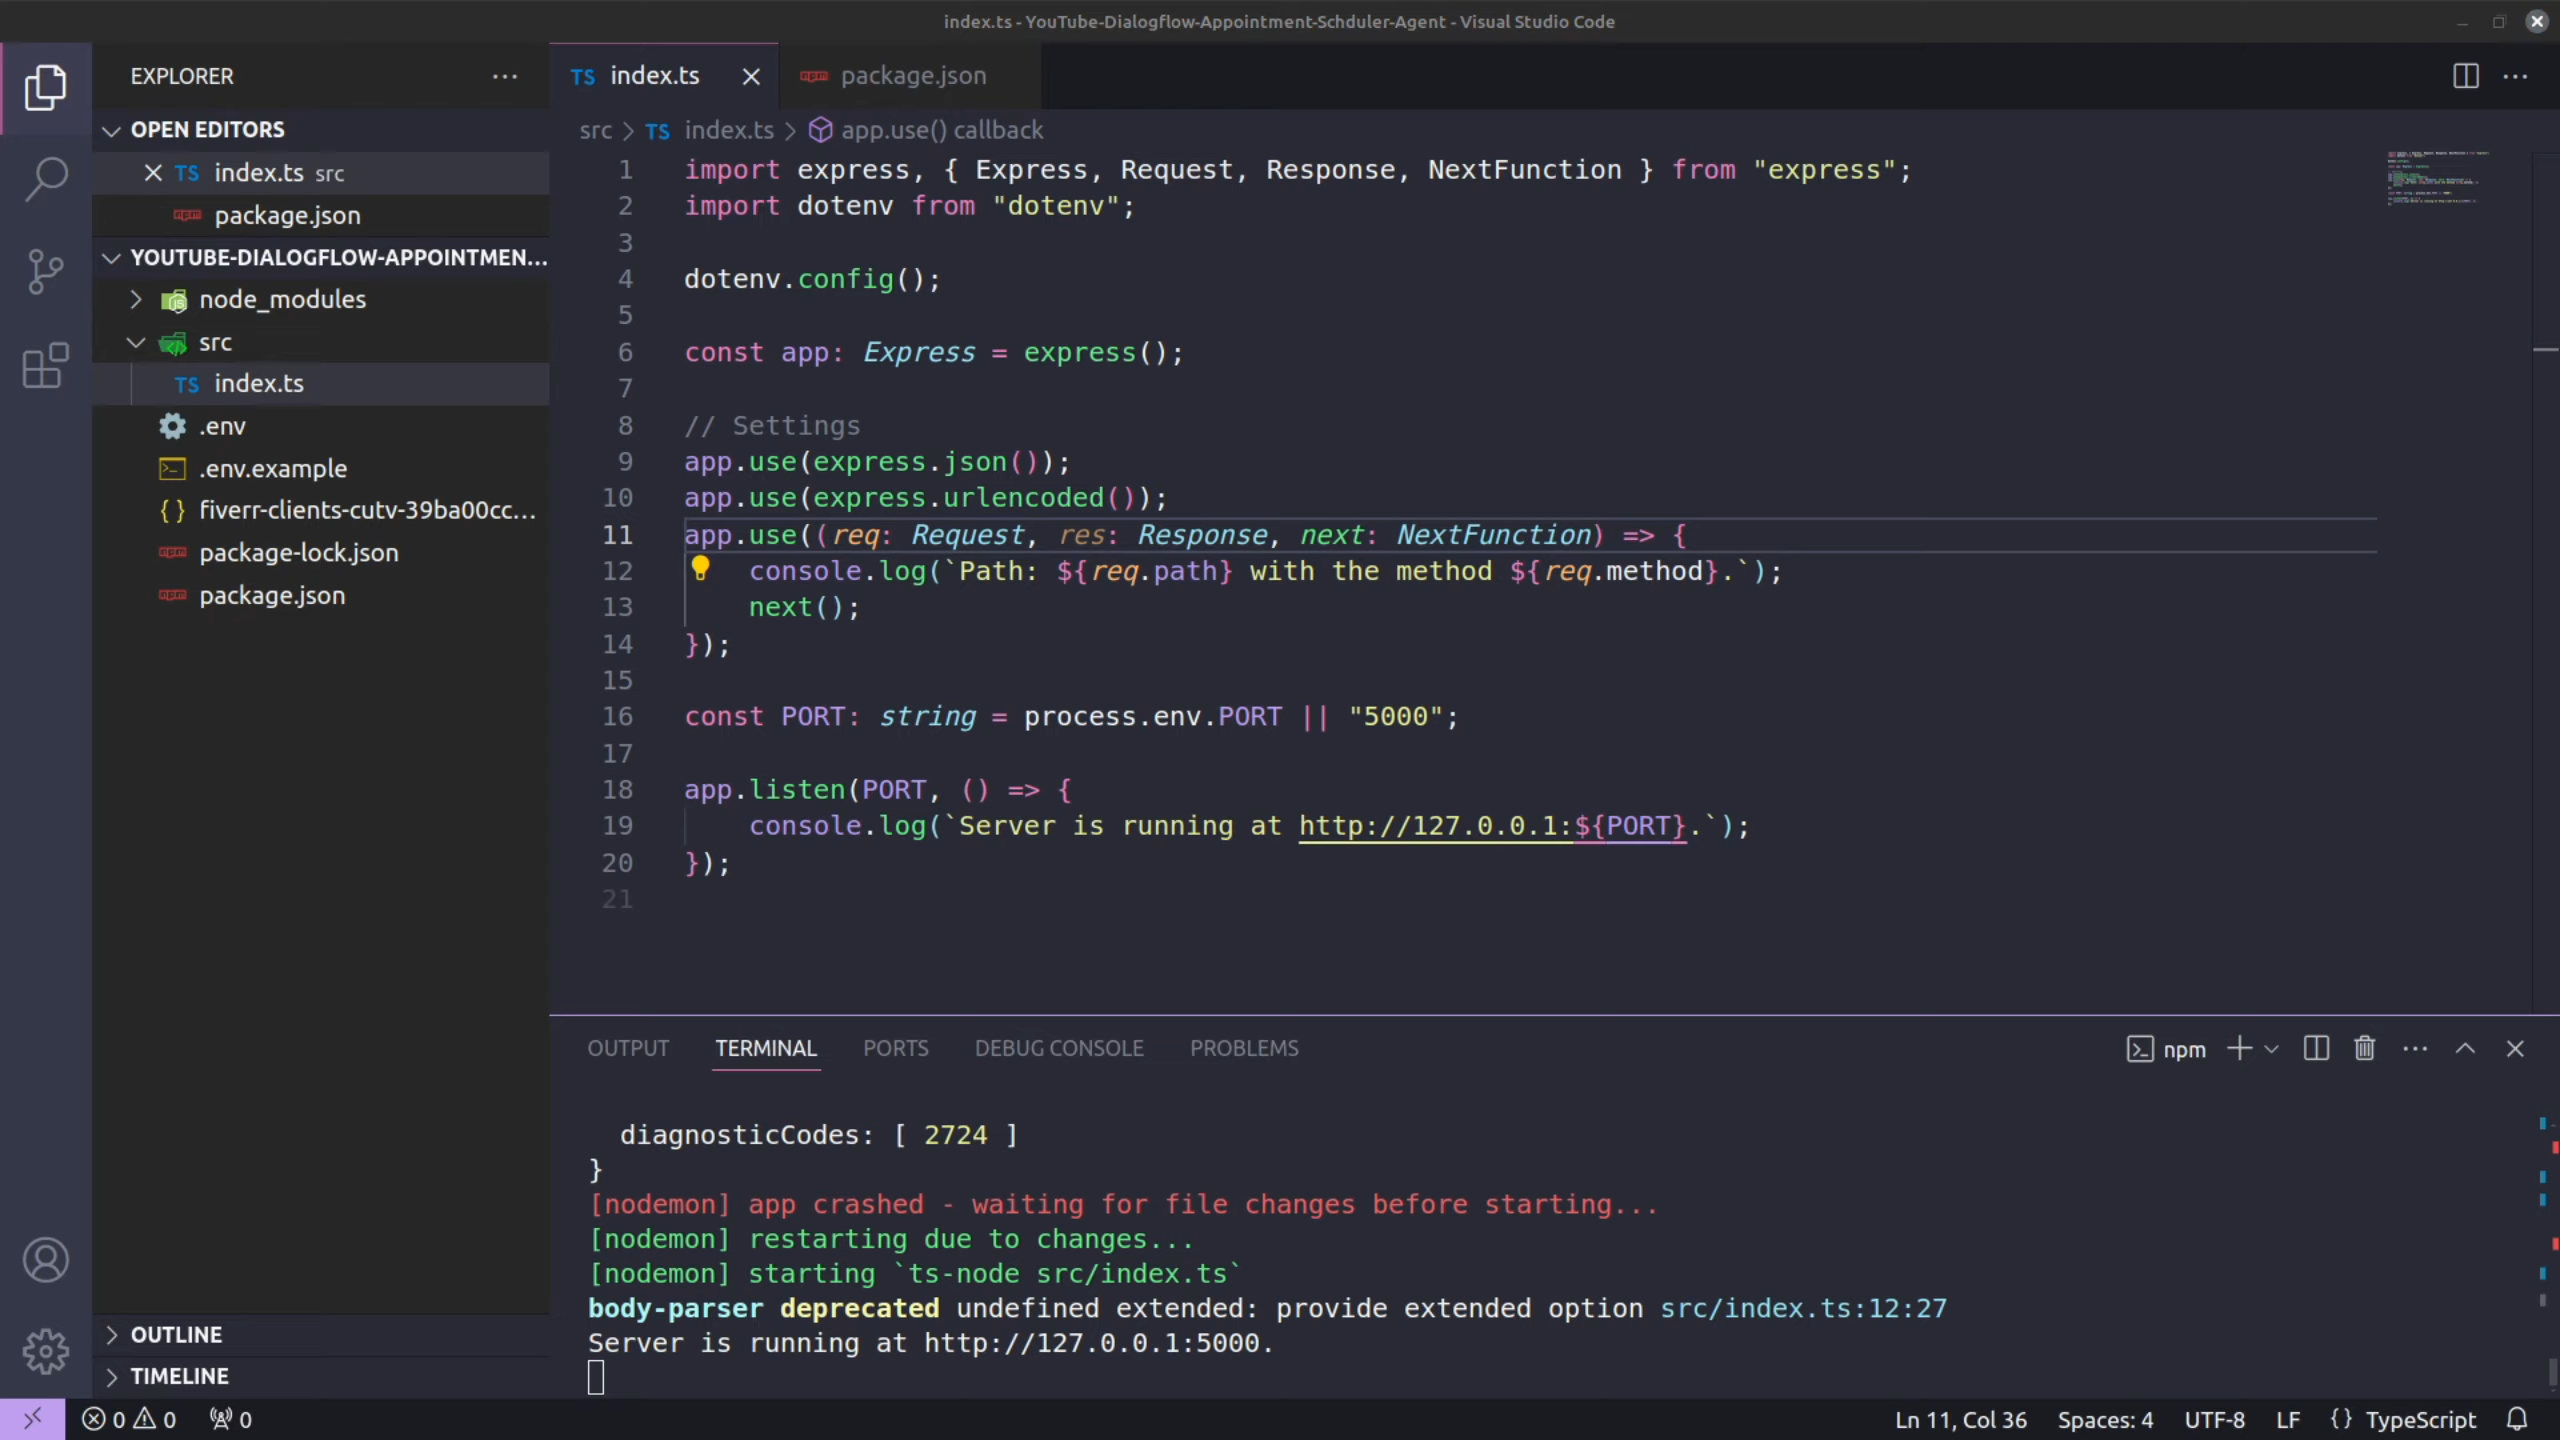 index.ts - YouTube-Dialogflow-Appointment-Schduler-Agent - Visual Studio Code
EXPLORER
OPEN EDITORS
TS index.ts src
package.json
YOUTUBE-DIALOGFLOW-APPOINTMEN...
node_modules
src
TS index.ts
.env
.env.example
{ } fiverr-clients-cutv-39ba00cc...
package-lock.json
package.json
OUTLINE
TIMELINE
TS index.ts
package.json
src > TS index.ts > app.use() callback
1 import express, { Express, Request, Response, NextFunction } from "express";
2 import dotenv from "dotenv";
3
4 dotenv.config();
5
6 const app: Express = express();
7
8 // Settings
9 app.use(express.json());
10 app.use(express.urlencoded());
11 app.use((req: Request, res: Response, next: NextFunction) => {
12 console.log(`Path: ${req.path} with the method ${req.method}.`);
13 next();
14 });
15
16 const PORT: string = process.env.PORT || "5000";
17
18 app.listen(PORT, () => {
19 console.log(`Server is running at http://127.0.0.1:${PORT}.`);
20 });
21
OUTPUT TERMINAL PORTS DEBUG CONSOLE PROBLEMS
npm
diagnosticCodes: [ 2724 ]
}
[nodemon] app crashed - waiting for file changes before starting...
[nodemon] restarting due to changes...
[nodemon] starting `ts-node src/index.ts`
body-parser deprecated undefined extended: provide extended option src/index.ts:12:27
Server is running at http://127.0.0.1:5000.
0 0 0
Ln 11, Col 36 Spaces: 4 UTF-8 LF {} TypeScript